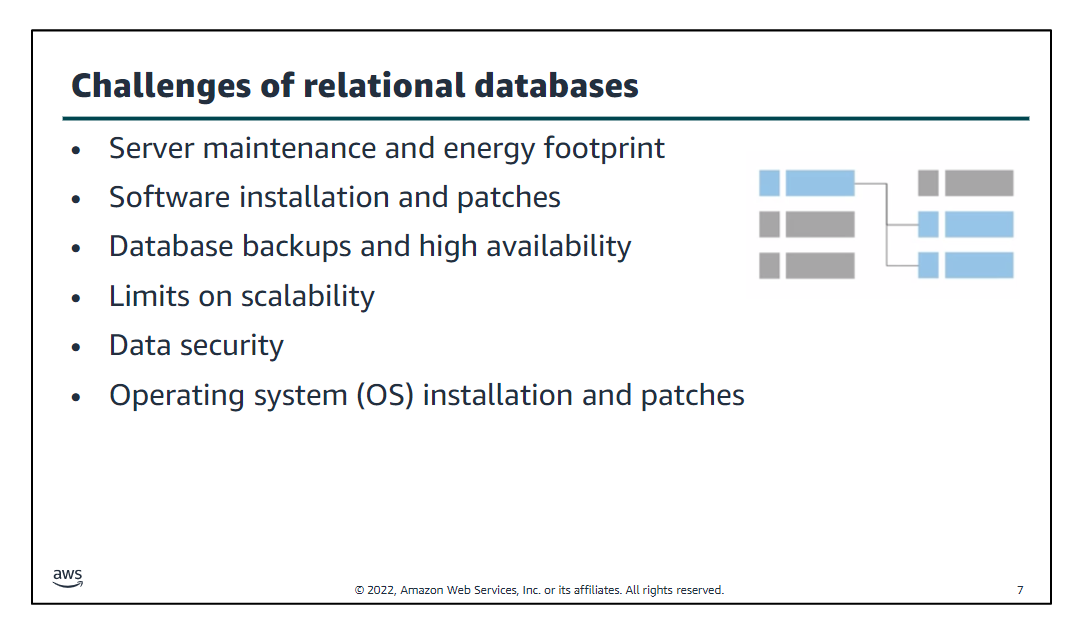 Challenges of relational databases
• Server maintenance and energy footprint
• Software installation and patches
• Database backups and high availability
• Limits on scalability
• Data security
• Operating system (OS) installation and patches
aws
© 2022, Amazon Web Services, Inc. or its affiliates. All rights reserved.
7